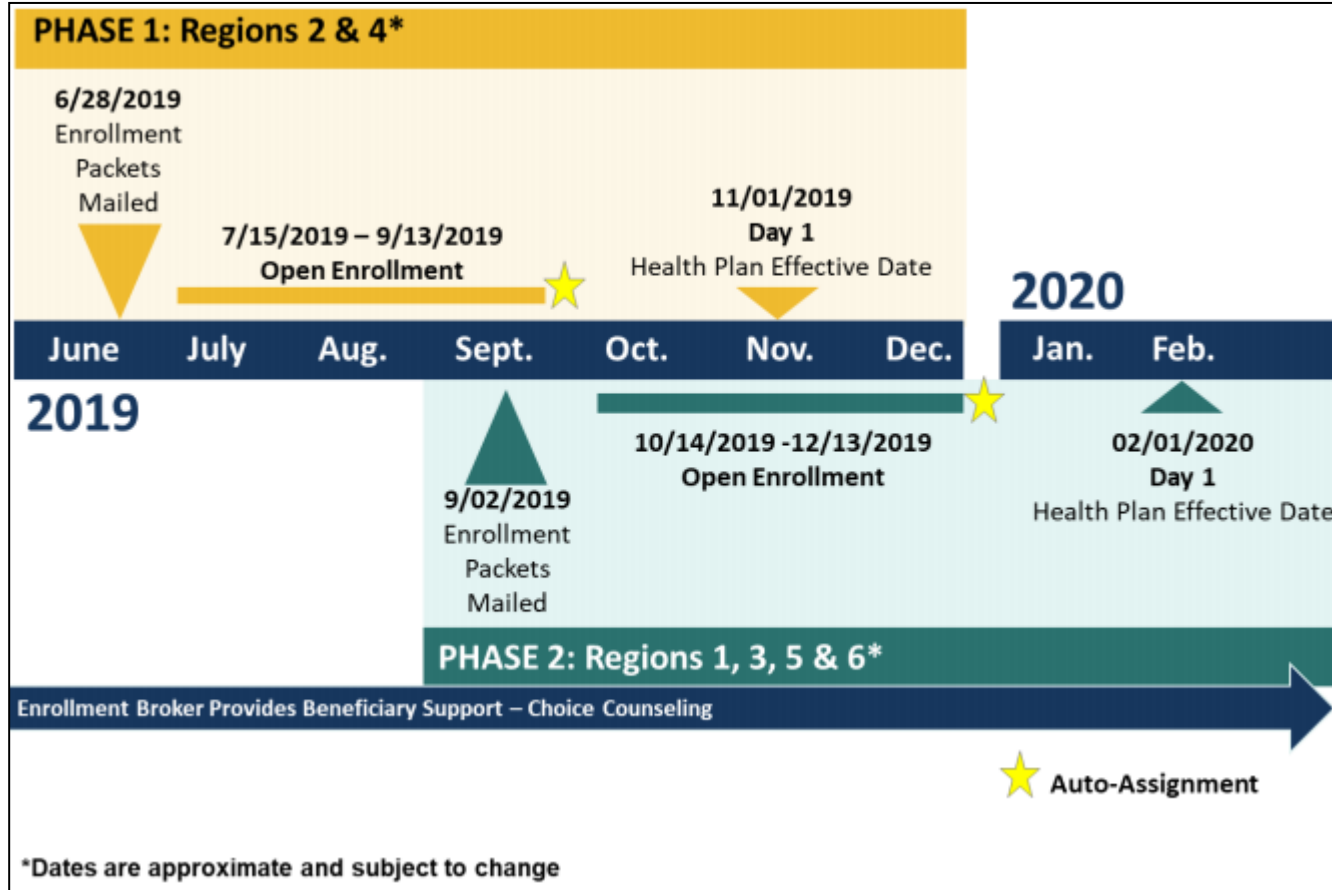 PHASE 1: Regions 2 & 4*
6/28/2019
Enrollment
Packets
Mailed
7/15/2019 – 9/13/2019
Open Enrollment
11/01/2019
Day 1
Health Plan Effective Date
2020
June July Aug. Sept. Oct. Nov. Dec. Jan. Feb.
2019
9/02/2019
Enrollment
Packets
Mailed
10/14/2019 -12/13/2019
Open Enrollment
02/01/2020
Day 1
Health Plan Effective Date
PHASE 2: Regions 1, 3, 5 & 6*
Enrollment Broker Provides Beneficiary Support – Choice Counseling
Auto-Assignment
*Dates are approximate and subject to change